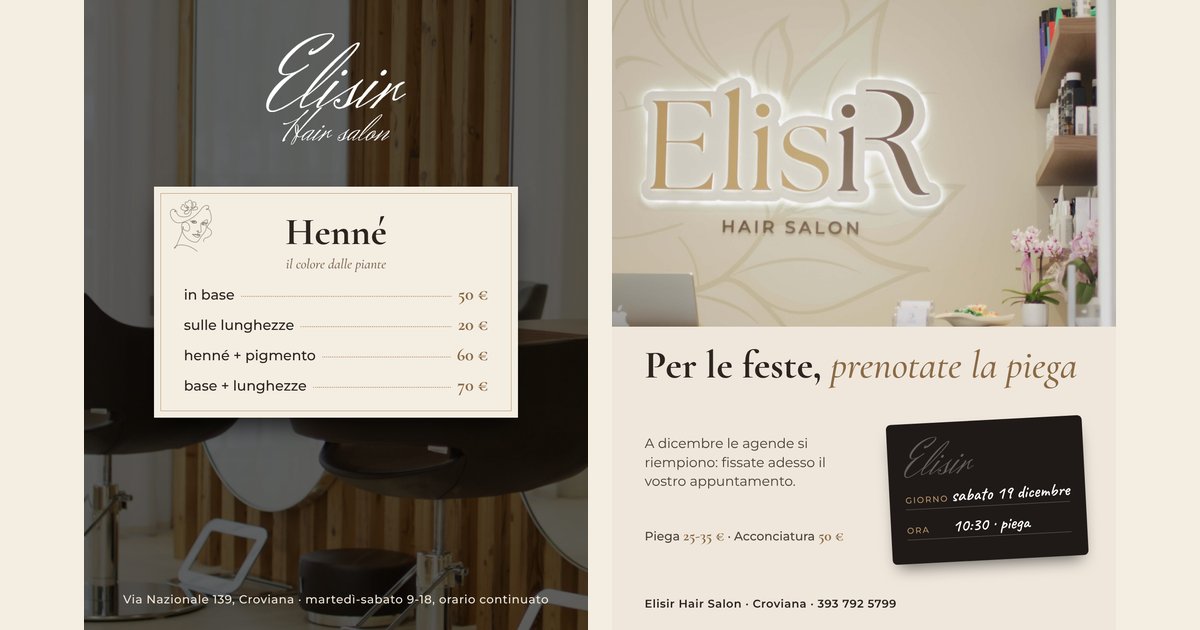 Elisir
Hair salon
Henné
il colore dalle piante
in base 50 €
sulle lunghezze 20 €
henné + pigmento 60 €
base + lunghezze 70 €
Via Nazionale 139, Croviana · martedì-sabato 9-18, orario continuato
ElisiR
HAIR SALON
Per le feste, prenotate la piega
A dicembre le agende si
riempiono: fissate adesso il
vostro appuntamento.
Piega 25-35 € · Acconciatura 50 €
Elisir
GIORNO sabato 19 dicembre
ORA 10:30 · piega
Elisir Hair Salon · Croviana · 393 792 5799